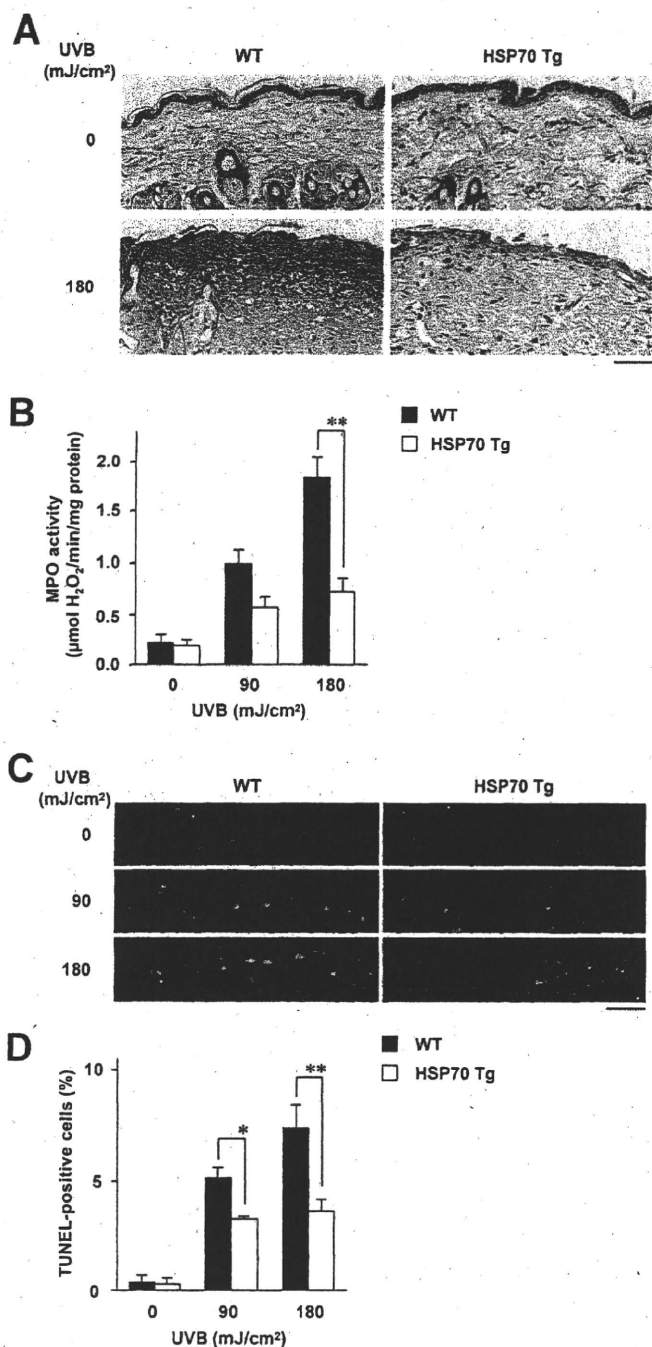 A
UVB
(mJ/cm²)
WT
HSP70 Tg
0
180
B
WT
HSP70 Tg
**
MPO activity
(µmol H₂O₂/min/mg protein)
2.0
1.5
1.0
0.5
0.0
0
90
180
UVB (mJ/cm²)
C
UVB
(mJ/cm²)
WT
HSP70 Tg
0
90
180
D
WT
HSP70 Tg
*
**
TUNEL-positive cells (%)
10
5
0
0
90
180
UVB (mJ/cm²)